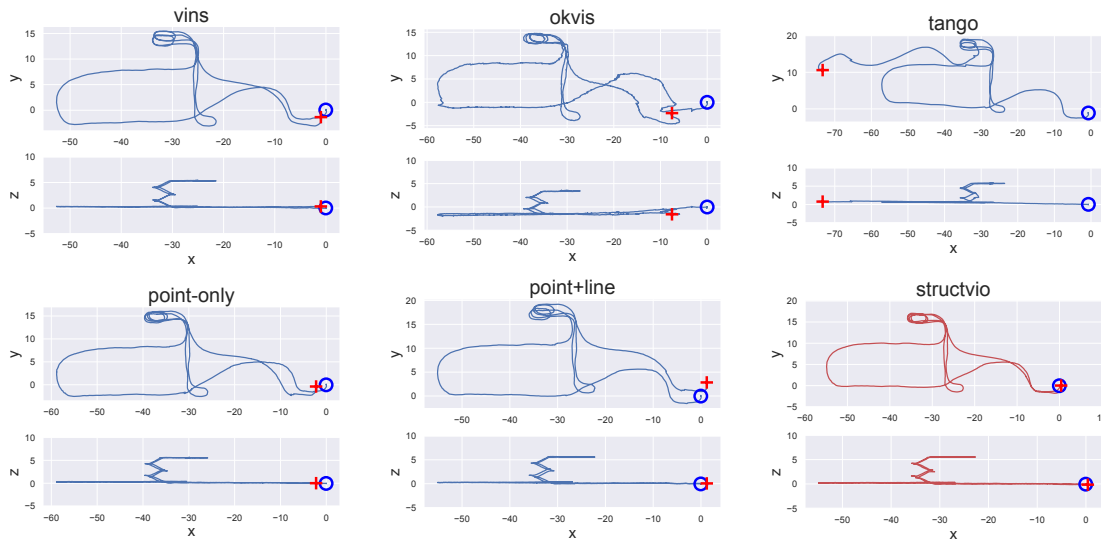 vins
15
10
y
5
0
−50 −40 −30 −20 −10 0
10
5
z
0
−5
−50 −40 −30 −20 −10 0
x
okvis
15
10
y
5
0
−5
−60 −50 −40 −30 −20 −10 0
10
5
z
0
−5
−60 −50 −40 −30 −20 −10 0
x
tango
20
y
10
0
−70 −60 −50 −40 −30 −20 −10 0
10
5
z
0
−5
−70 −60 −50 −40 −30 −20 −10 0
x
point-only
15
10
y
5
0
−60 −50 −40 −30 −20 −10 0
10
5
z
0
−5
−60 −50 −40 −30 −20 −10 0
x
point+line
20
15
10
y
5
0
−60 −50 −40 −30 −20 −10 0
10
5
z
0
−5
−60 −50 −40 −30 −20 −10 0
x
structvio
20
15
10
y
5
0
−5
−60 −50 −40 −30 −20 −10 0 1
10
5
z
0
−5
−50 −40 −30 −20 −10 0
x